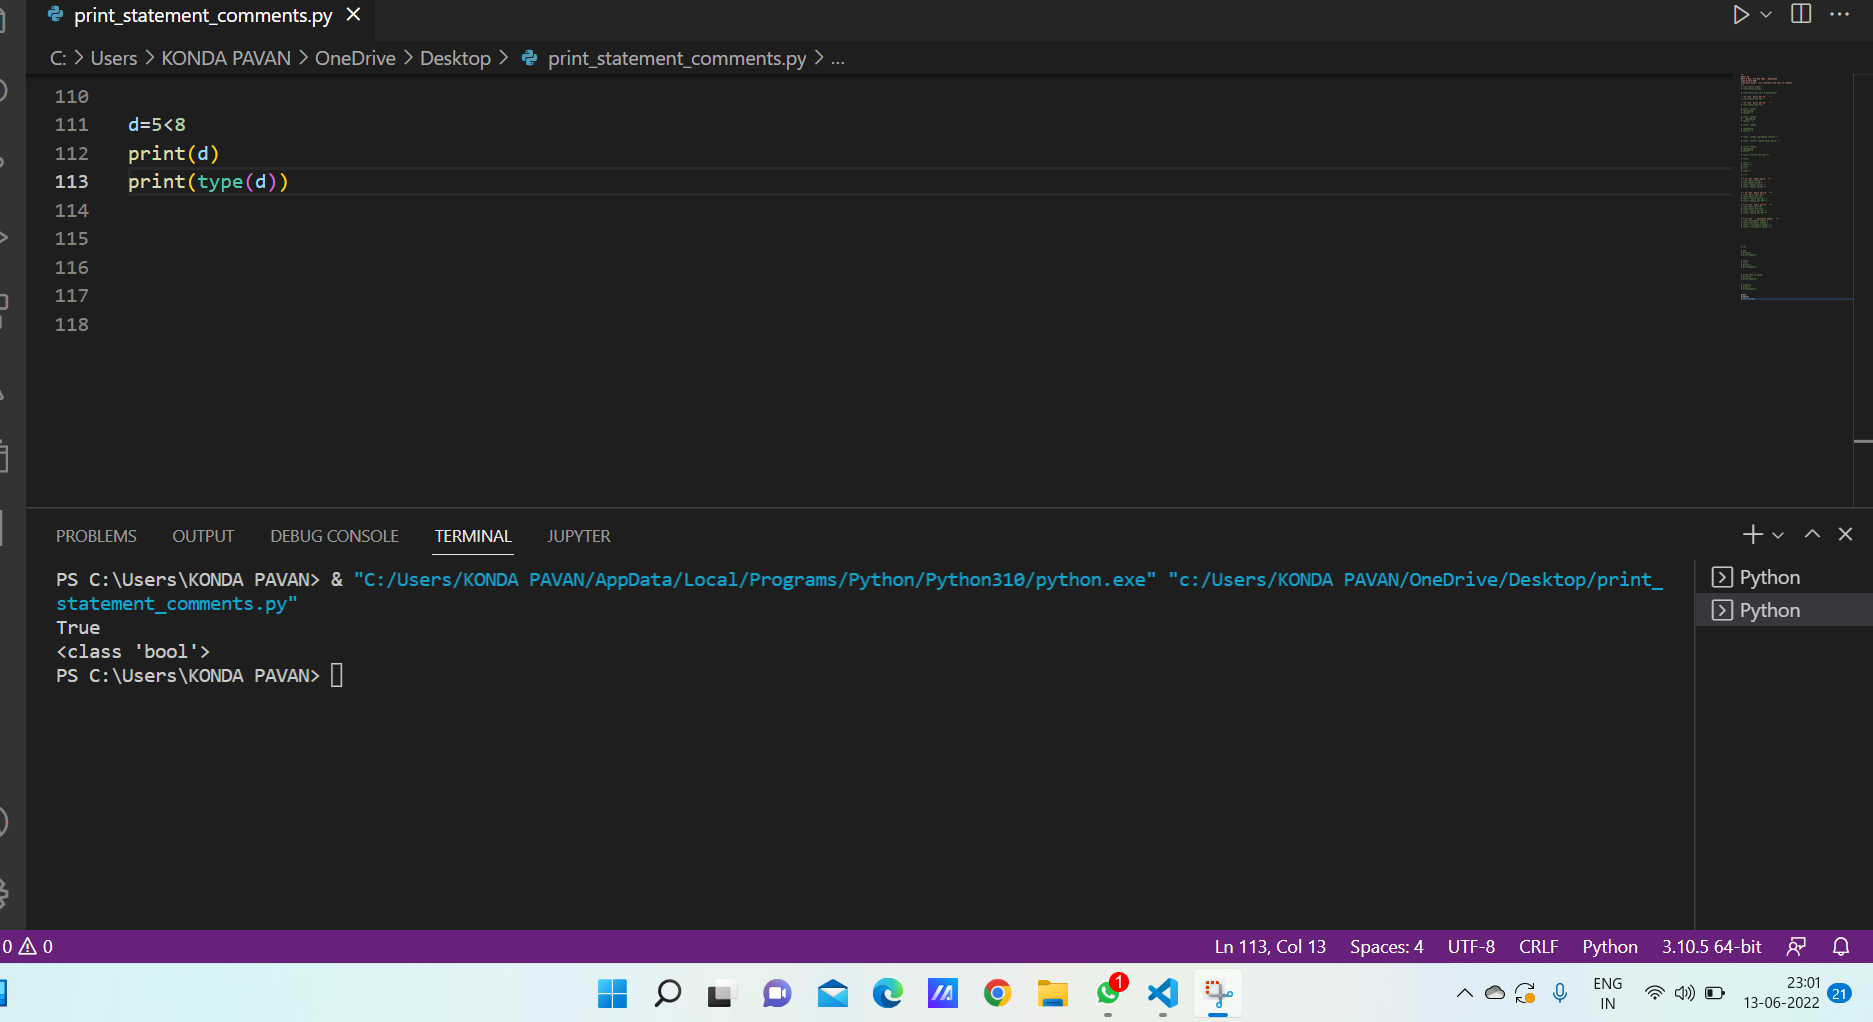 print_statement_comments.py
C: > Users > KONDA PAVAN > OneDrive > Desktop > print_statement_comments.py > ...
110
111 d=5<8
112 print(d)
113 print(type(d))
114
115
116
117
118
PROBLEMS OUTPUT DEBUG CONSOLE TERMINAL JUPYTER
PS C:\Users\KONDA PAVAN> & "C:/Users/KONDA PAVAN/AppData/Local/Programs/Python/Python310/python.exe" "c:/Users/KONDA PAVAN/OneDrive/Desktop/print_
statement_comments.py"
True
<class 'bool'>
PS C:\Users\KONDA PAVAN>
Python
Python
0 0 Ln 113, Col 13 Spaces: 4 UTF-8 CRLF Python 3.10.5 64-bit
1
ENG
IN
23:01
13-06-2022
21